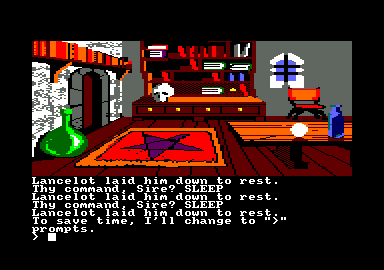 Lancelot laid him down to rest.
Thy command, Sire? SLEEP
Lancelot laid him down to rest.
Thy command, Sire? SLEEP
Lancelot laid him down to rest.
To save time, I'll change to ">"
prompts.
>